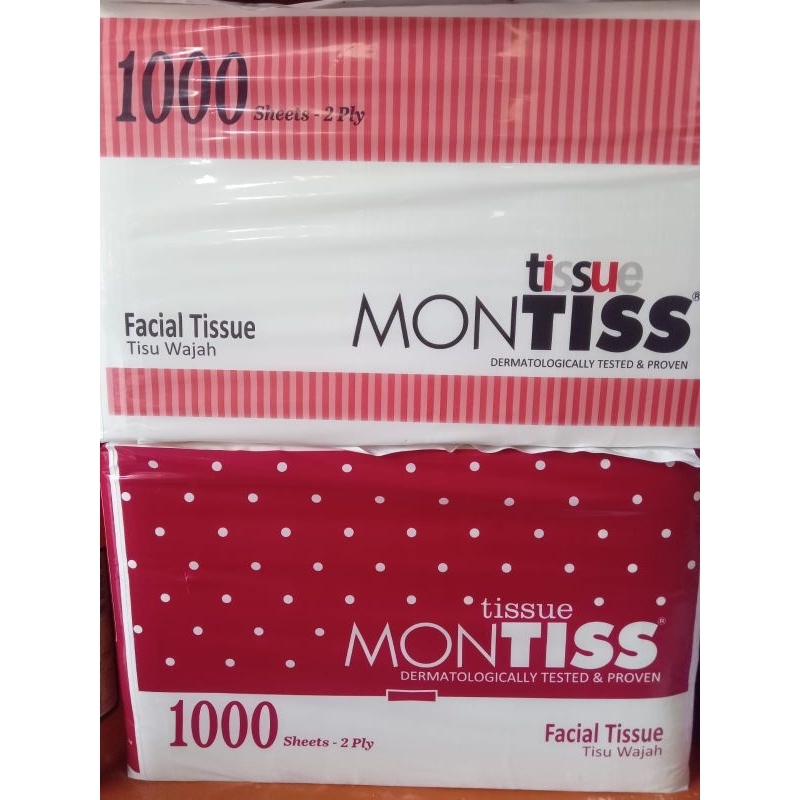 1000 Sheets - 2 Ply
tissue
MONTISS®
DERMATOLOGICALLY TESTED & PROVEN
Facial Tissue
Tisu Wajah
tissue
MONTISS®
DERMATOLOGICALLY TESTED & PROVEN
1000 Sheets - 2 Ply
Facial Tissue
Tisu Wajah